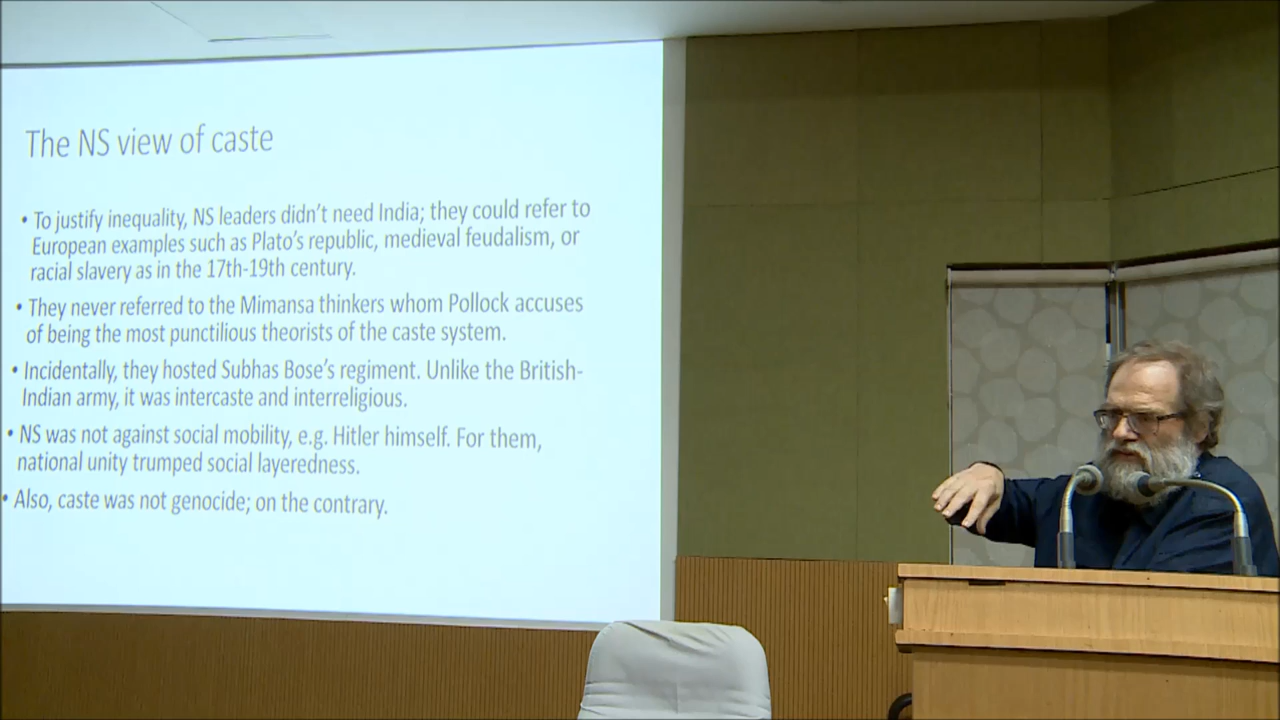 The NS view of caste
• To justify inequality, NS leaders didn't need India; they could refer to
European examples such as Plato's republic, medieval feudalism, or
racial slavery as in the 17th-19th century.
• They never referred to the Mimansa thinkers whom Pollock accuses
of being the most punctilious theorists of the caste system.
• Incidentally, they hosted Subhas Bose's regiment. Unlike the British-
Indian army, it was intercaste and interreligious.
• NS was not against social mobility, e.g. Hitler himself. For them,
national unity trumped social layeredness.
• Also, caste was not genocide; on the contrary.